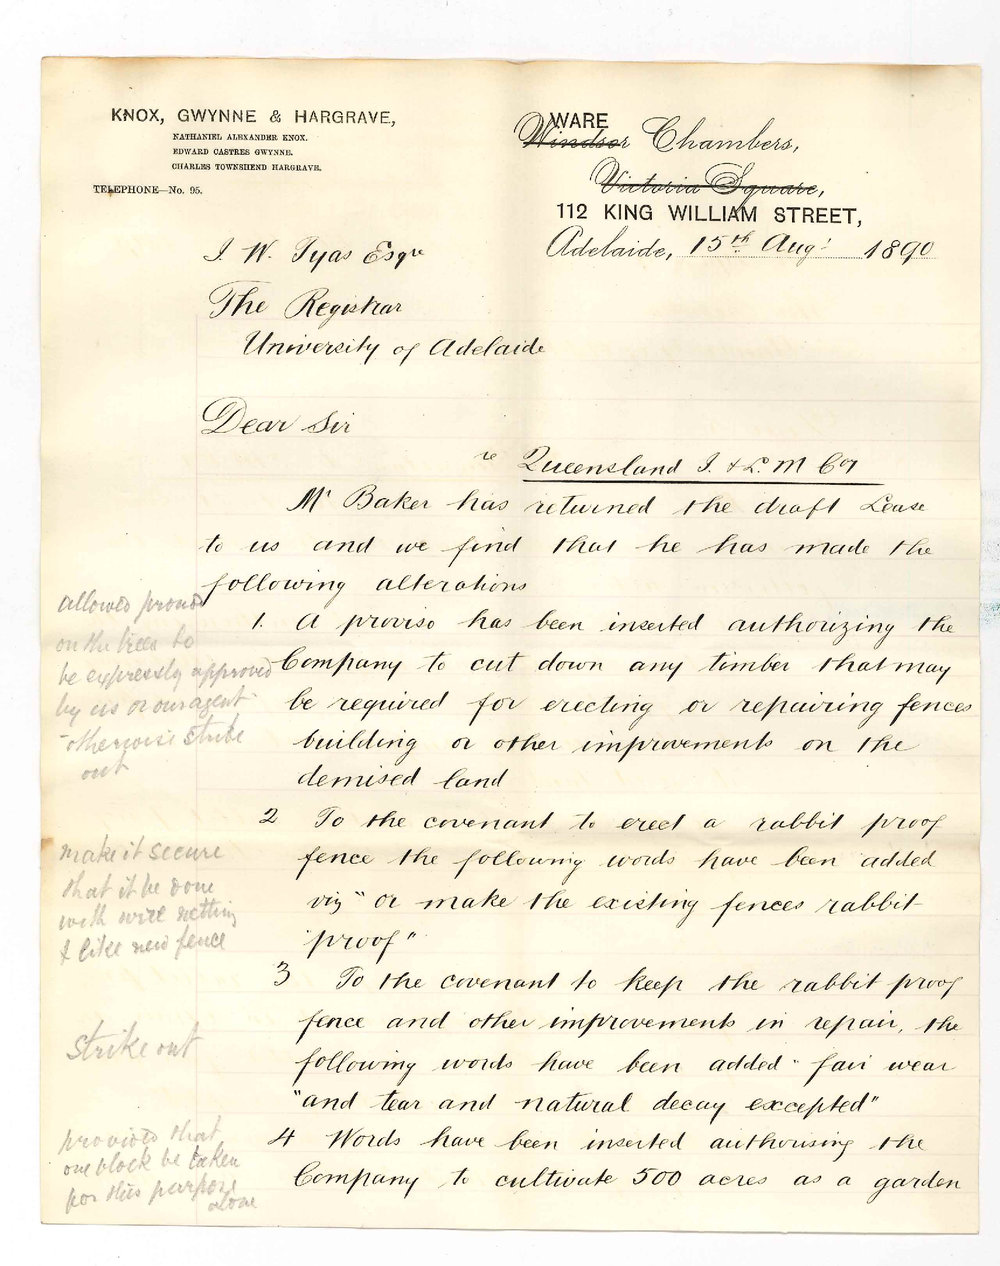 KNOX, GWYNNE & HARGRAVE,
NATHANIEL ALEXANDER KNOX.
EDWARD CASTRES GWYNNE.
CHARLES TOWNSHEND HARGRAVE.
TELEPHONE—No. 95.
WARE
Windsor Chambers,
Victoria Square,
112 KING WILLIAM STREET,
Adelaide, 15th Augt 1890
J. W. Tyas Esqre
The Registrar
University of Adelaide
Dear Sir
re Queensland I. & L. M Coy
Mr Baker has returned the draft Lease
to us and we find that he has made the
following alterations
1. A proviso has been inserted authorizing the
Company to cut down any timber that may
be required for erecting or repairing fences
building or other improvements on the
demised land
allowed provided
on the trees to
be expressly approved
by us or our agent
- otherwise strike
out
2 To the covenant to erect a rabbit proof
fence the following words have been added
viz "or make the existing fences rabbit
"proof"
make it secure
that it be done
with wire netting
& like new fence
3 To the covenant to keep the rabbit proof
fence and other improvements in repair, the
following words have been added "fair wear
"and tear and natural decay excepted"
Strike out
4 Words have been inserted authorising the
Company to cultivate 500 acres as a garden
provided that
one block be taken
for this purpose
alone